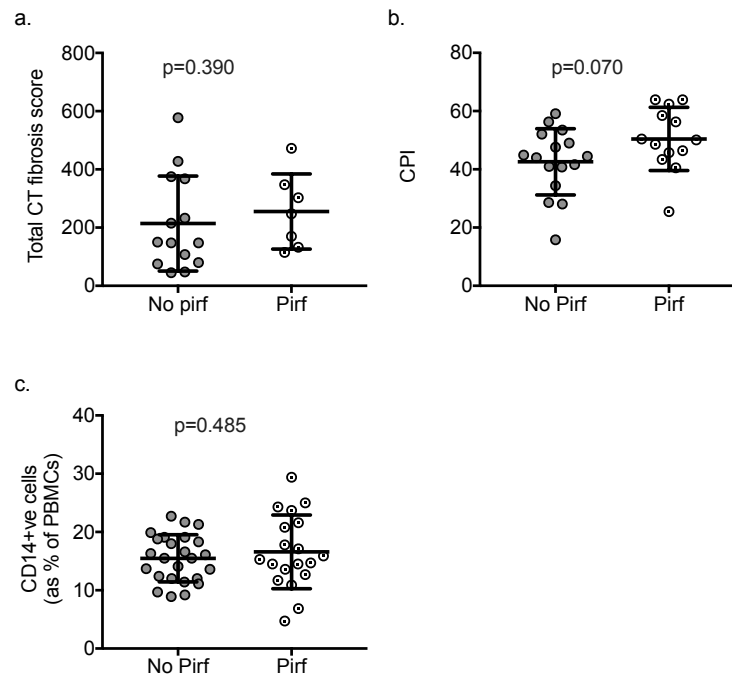 a.
800
600
400
200
0
Total CT fibrosis score
p=0.390
No pirf
Pirf
b.
80
60
40
20
0
CPI
p=0.070
No Pirf
Pirf
c.
40
30
20
10
0
CD14+ve cells
(as % of PBMCs)
p=0.485
No Pirf
Pirf